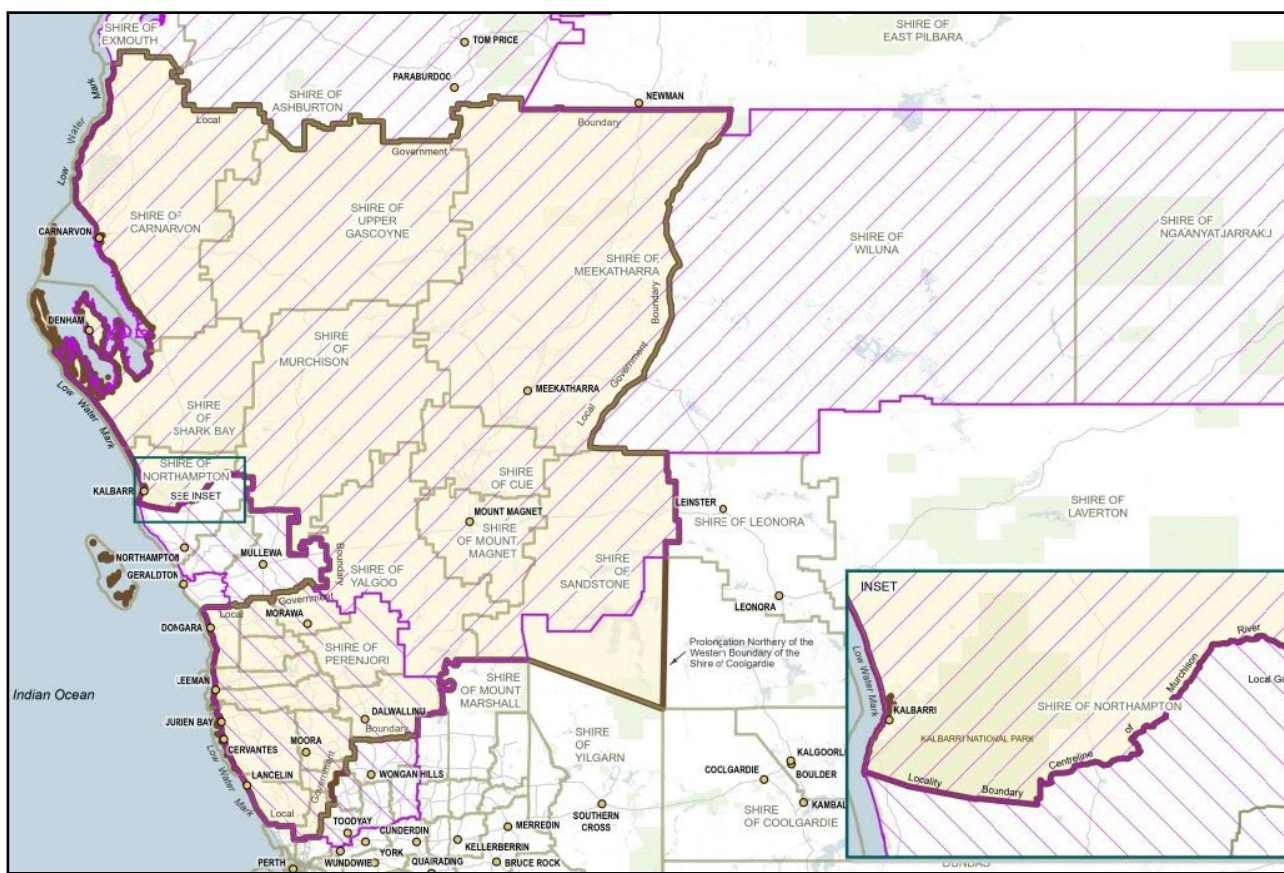 SHIRE OF
EXMOUTH
TOM PRICE
SHIRE OF
EAST PILBARA
PARABURDOO
NEWMAN
SHIRE OF
ASHBURTON
Low Water Mark
Local
Government
Boundary
SHIRE OF
CARNARVON
SHIRE OF
UPPER
GASCOYNE
CARNARVON
SHIRE OF
MEEKATHARRA
SHIRE OF
WILUNA
SHIRE OF
NGAANYATJARRAKU
DENHAM
SHIRE
OF
MURCHISON
Local Government Boundary
MEEKATHARRA
Low Water Mark
SHIRE
OF
SHARK BAY
SHIRE OF
NORTHAMPTON
KALBARRI
SEE INSET
SHIRE
OF CUE
LEINSTER
SHIRE OF LEONORA
SHIRE OF
LAVERTON
MOUNT MAGNET
SHIRE
OF MOUNT
MAGNET
NORTHAMPTON
MULLEWA
GERALDTON
Boundary
SHIRE OF
YALGOO
SHIRE
OF
SANDSTONE
LEONORA
Local Government
MORAWA
DONGARA
SHIRE OF
PERENJORI
Prolongation Northery of the
Western Boundary of the
Shire of Coolgardie
Indian Ocean
LEEMAN
SHIRE
OF MOUNT
MARSHALL
DALWALLINU
Boundary
JURIEN BAY
CERVANTES
MOORA
SHIRE
OF
YILGARN
Government
LANCELIN
WONGAN HILLS
Low Water Mark
Local
COOLGARDIE
KALGOORLI
BOULDER
KAMBAL
SHIRE
OF COOLGARDIE
SOUTHERN
CROSS
TOODYAY
CUNDERDIN
MERREDIN
KELLERBERRIN
YORK
PERTH
WUNDOWIE
QUAIRADING
BRUCE ROCK
DUNDAS
INSET
Low Water Mark
KALBARRI
KALBARRI NATIONAL PARK
SHIRE OF NORTHAMPTON
Locality Boundary
Centreline of Murchison River
Local Go